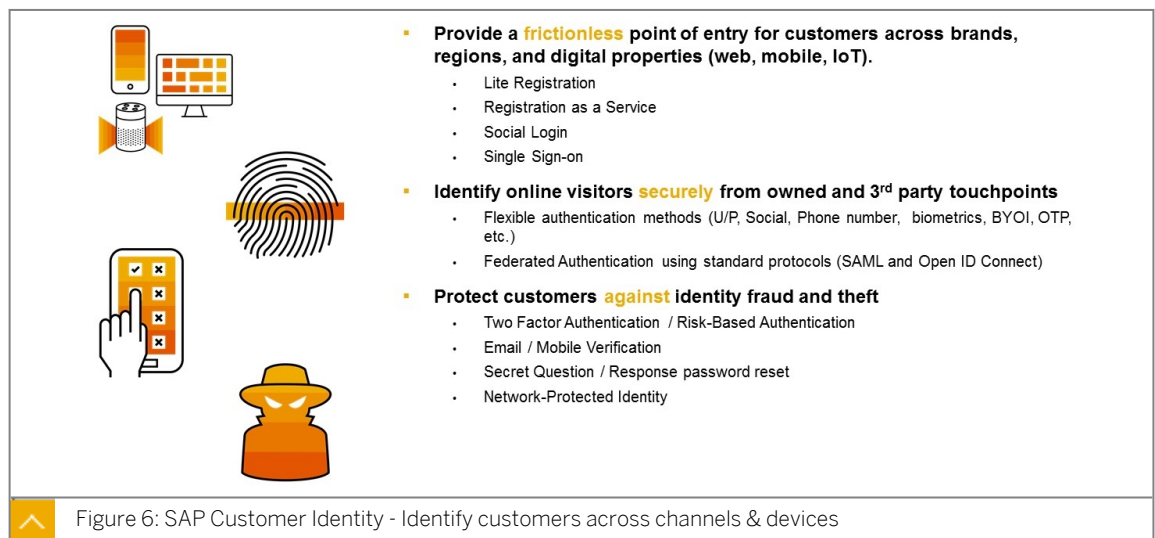 ▪ Provide a frictionless point of entry for customers across brands,
regions, and digital properties (web, mobile, IoT).
• Lite Registration
• Registration as a Service
• Social Login
• Single Sign-on
▪ Identify online visitors securely from owned and 3rd party touchpoints
• Flexible authentication methods (U/P, Social, Phone number, biometrics, BYOI, OTP,
etc.)
• Federated Authentication using standard protocols (SAML and Open ID Connect)
▪ Protect customers against identity fraud and theft
• Two Factor Authentication / Risk-Based Authentication
• Email / Mobile Verification
• Secret Question / Response password reset
• Network-Protected Identity
Figure 6: SAP Customer Identity - Identify customers across channels & devices